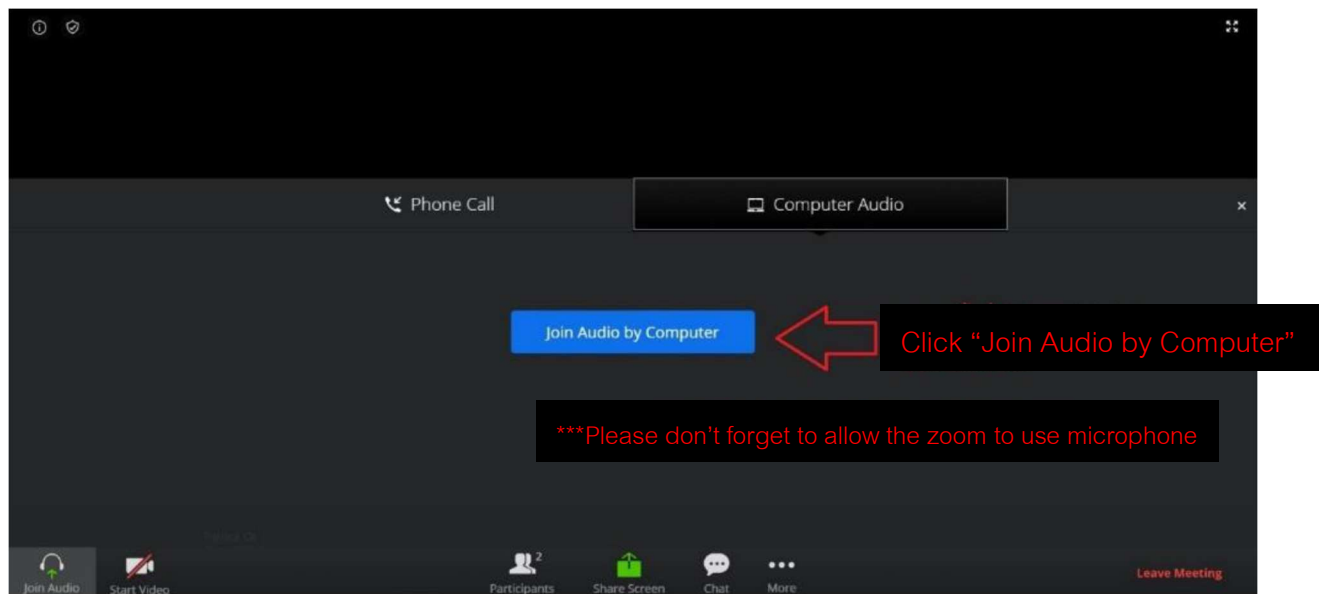 Phone Call
Computer Audio
Join Audio by Computer
Click “Join Audio by Computer”
***Please don’t forget to allow the zoom to use microphone
Join Audio
Start Video
Participants
2
Share Screen
Chat
More
Leave Meeting